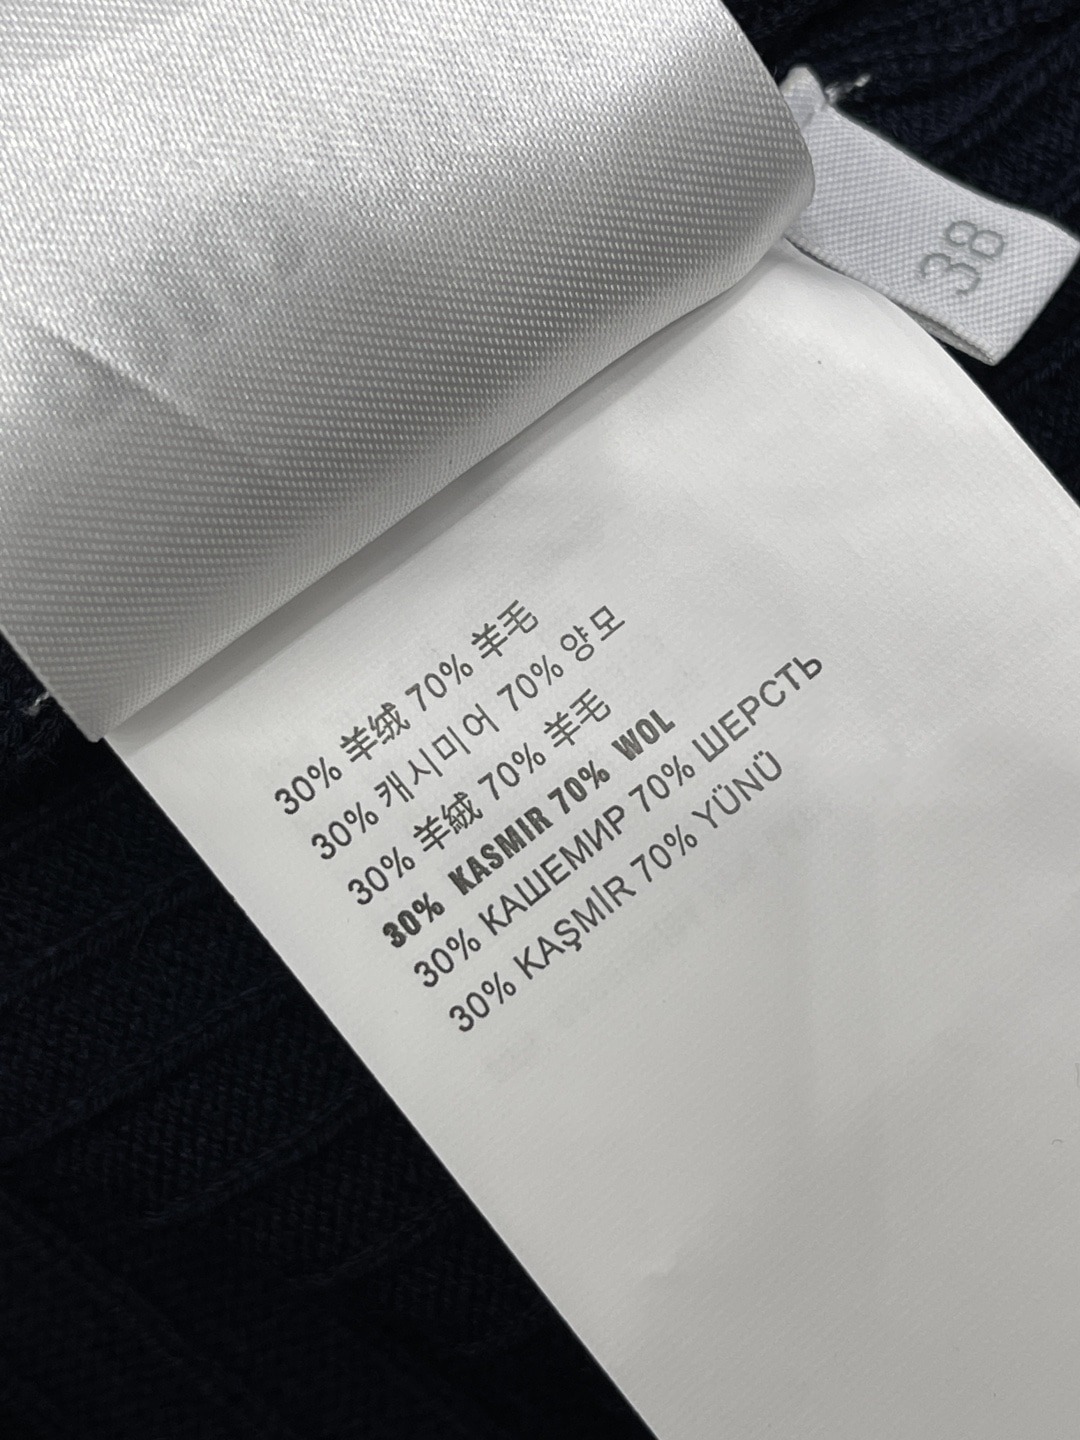 38
30% 羊绒 70% 羊毛
30% 캐시미어 70% 양모
30% 羊絨 70% 羊毛
30% KASMIR 70% WOL
30% КАШЕМИР 70% ШЕРСТЬ
30% KAŞMİR 70% YÜNÜ